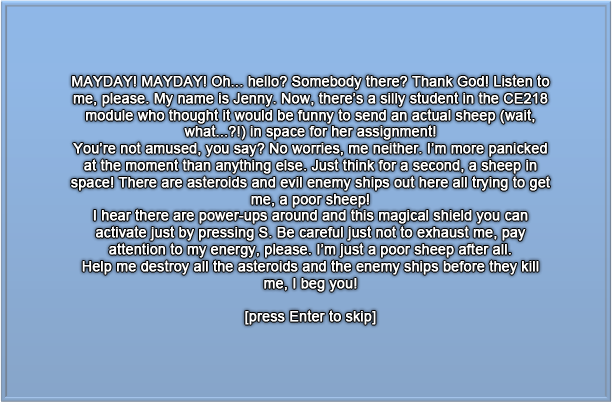 MAYDAY! MAYDAY! Oh... hello? Somebody there? Thank God! Listen to
me, please. My name is Jenny. Now, there's a silly student in the CE218
module who thought it would be funny to send an actual sheep (wait,
what...?!) in space for her assignment!
You're not amused, you say? No worries, me neither. I'm more panicked
at the moment than anything else. Just think for a second, a sheep in
space! There are asteroids and evil enemy ships out here all trying to get
me, a poor sheep!
I hear there are power-ups around and this magical shield you can
activate just by pressing S. Be careful just not to exhaust me, pay
attention to my energy, please. I'm just a poor sheep after all.
Help me destroy all the asteroids and the enemy ships before they kill
me, I beg you!
[press Enter to skip]